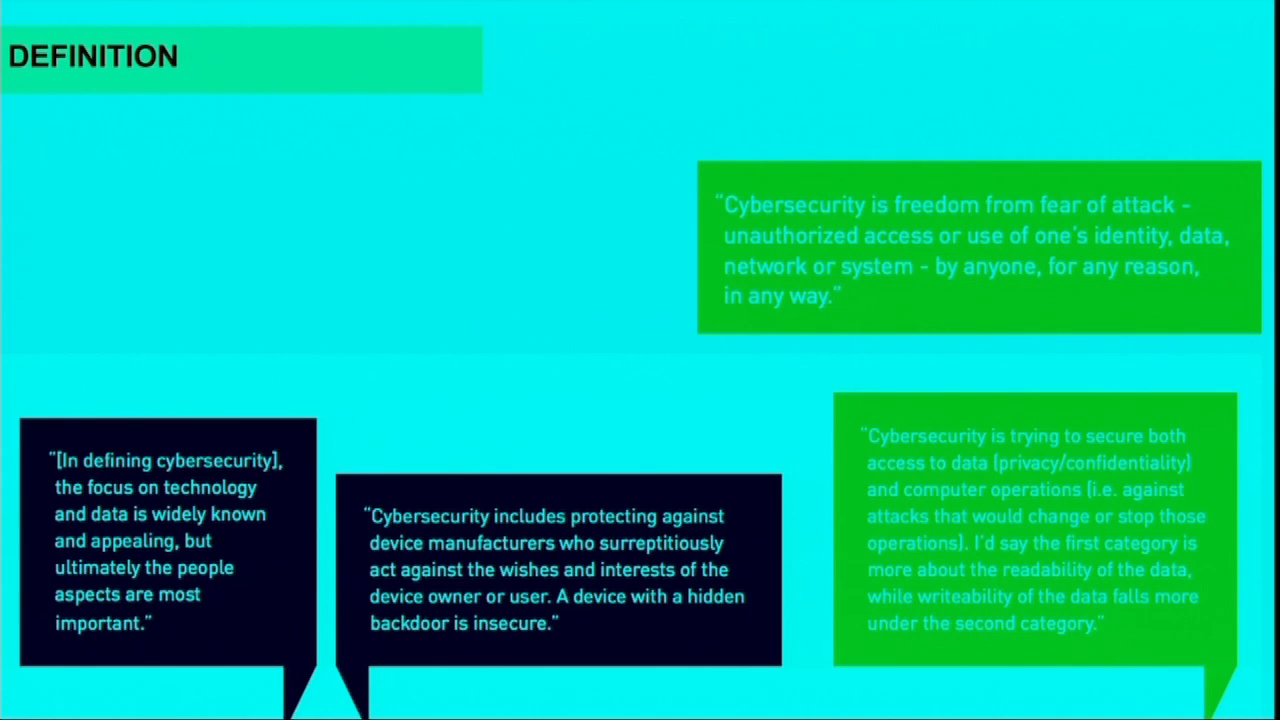 DEFINITION
"Cybersecurity is freedom from fear of attack -
unauthorized access or use of one's identity, data,
network or system - by anyone, for any reason,
in any way."
"[In defining cybersecurity],
the focus on technology
and data is widely known
and appealing, but
ultimately the people
aspects are most
important."
"Cybersecurity includes protecting against
device manufacturers who surreptitiously
act against the wishes and interests of the
device owner or user. A device with a hidden
backdoor is insecure."
"Cybersecurity is trying to secure both
access to data (privacy/confidentiality)
and computer operations (i.e. against
attacks that would change or stop those
operations). I'd say the first category is
more about the readability of the data,
while writeability of the data falls more
under the second category."